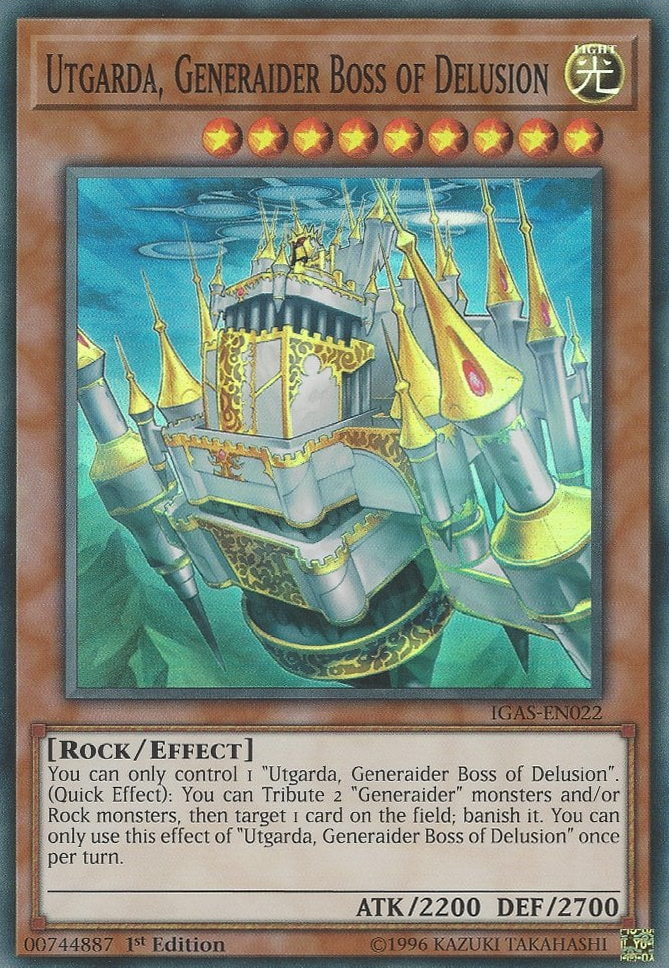 Utgarda, Generaider Boss of Delusion
LIGHT
光
IGAS-EN022
[Rock/Effect]
You can only control 1 "Utgarda, Generaider Boss of Delusion".
(Quick Effect): You can Tribute 2 "Generaider" monsters and/or
Rock monsters, then target 1 card on the field; banish it. You can
only use this effect of "Utgarda, Generaider Boss of Delusion" once
per turn.
ATK/2200 DEF/2700
00744887 1st Edition ©1996 KAZUKI TAKAHASHI